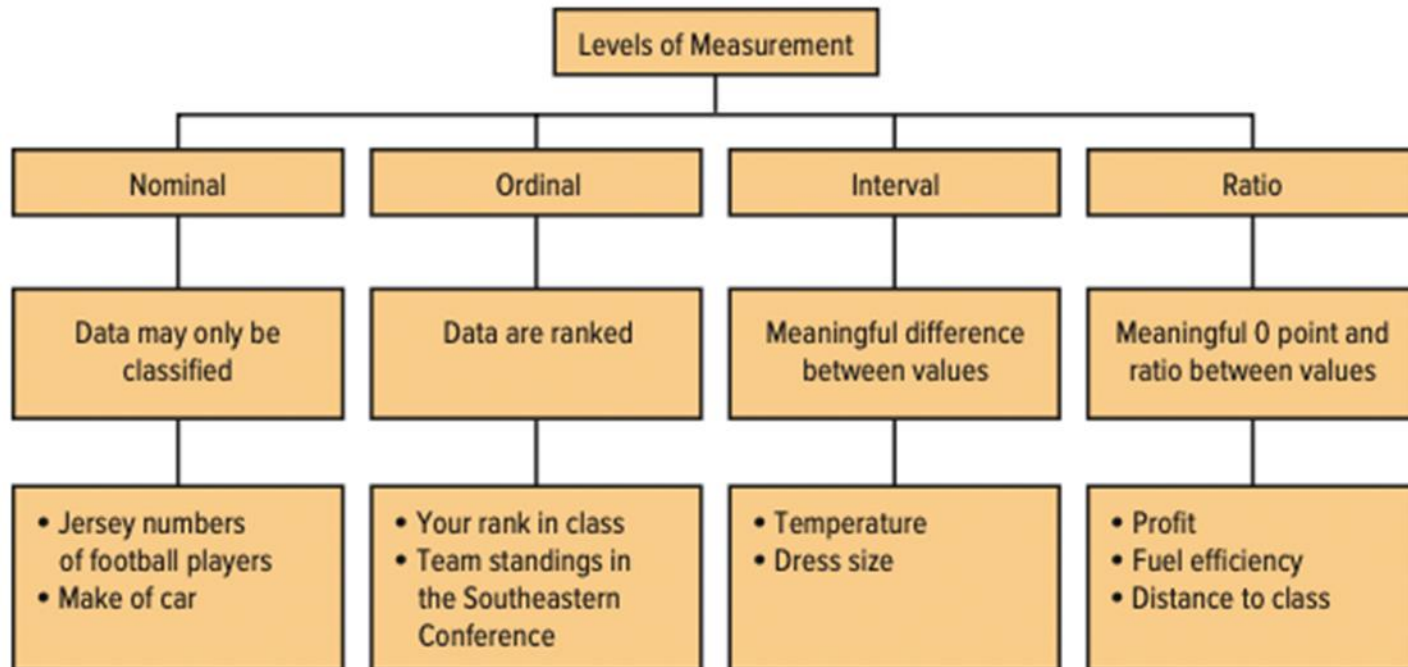 Levels of Measurement
Nominal
Ordinal
Interval
Ratio
Data may only be
classified
Data are ranked
Meaningful difference
between values
Meaningful 0 point and
ratio between values
• Jersey numbers
of football players
• Make of car
• Your rank in class
• Team standings in
the Southeastern
Conference
• Temperature
• Dress size
• Profit
• Fuel efficiency
• Distance to class